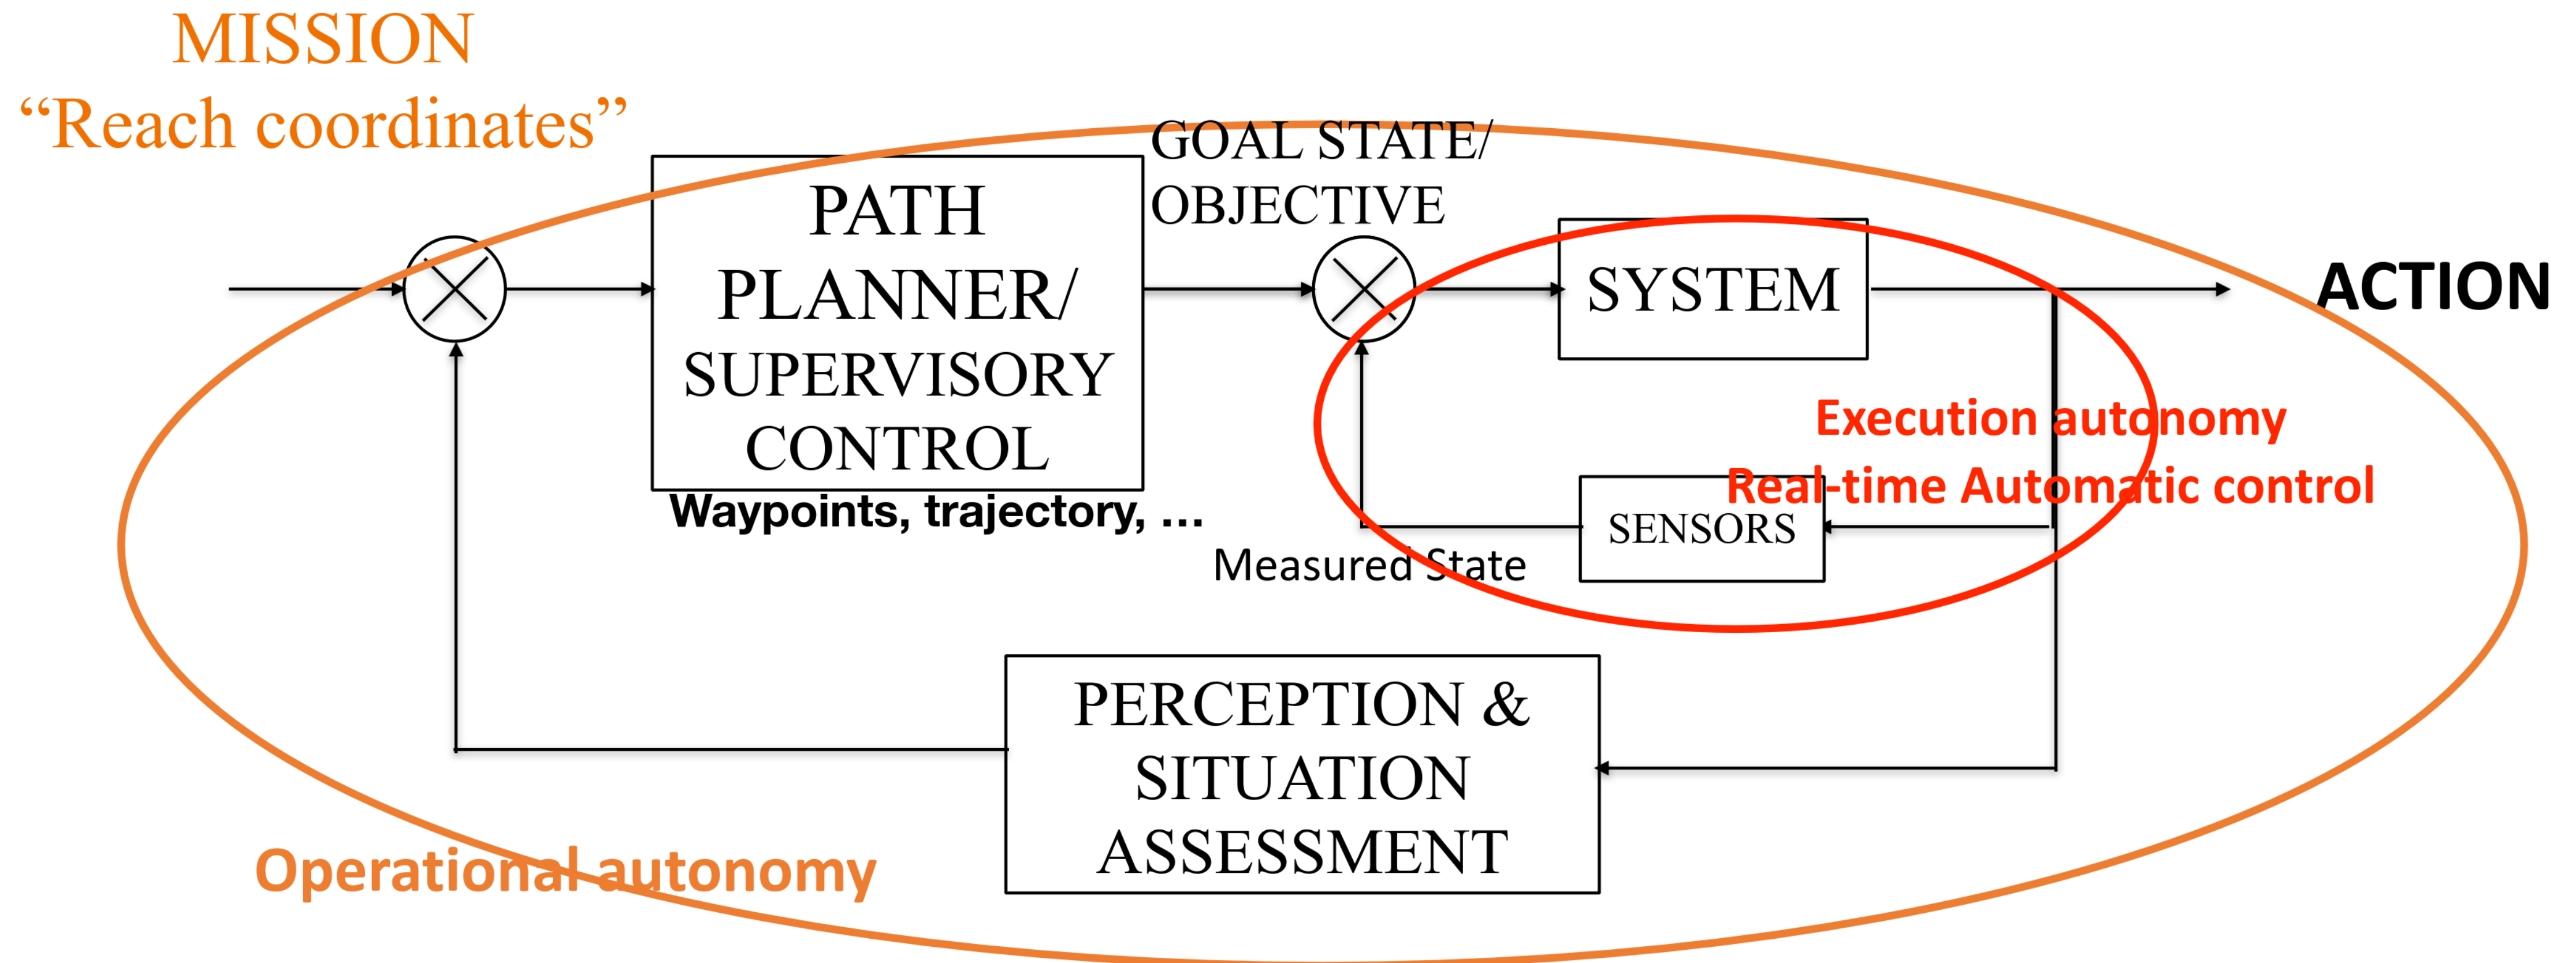 MISSION
“Reach coordinates”
GOAL STATE/
OBJECTIVE
PATH
PLANNER/
SUPERVISORY
CONTROL
SYSTEM
ACTION
Execution autonomy
Real-time Automatic control
Waypoints, trajectory, ...
SENSORS
Measured State
PERCEPTION &
SITUATION
ASSESSMENT
Operational autonomy